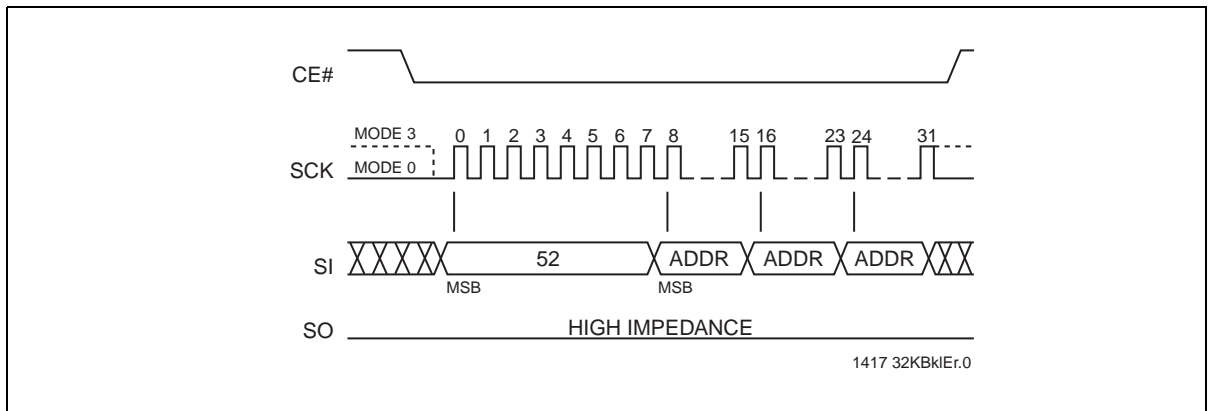 CE#
MODE 3
0 1 2 3 4 5 6 7 8 15 16 23 24 31
SCK MODE 0
SI 52 ADDR ADDR ADDR
MSB MSB
SO HIGH IMPEDANCE
1417 32KBklEr.0